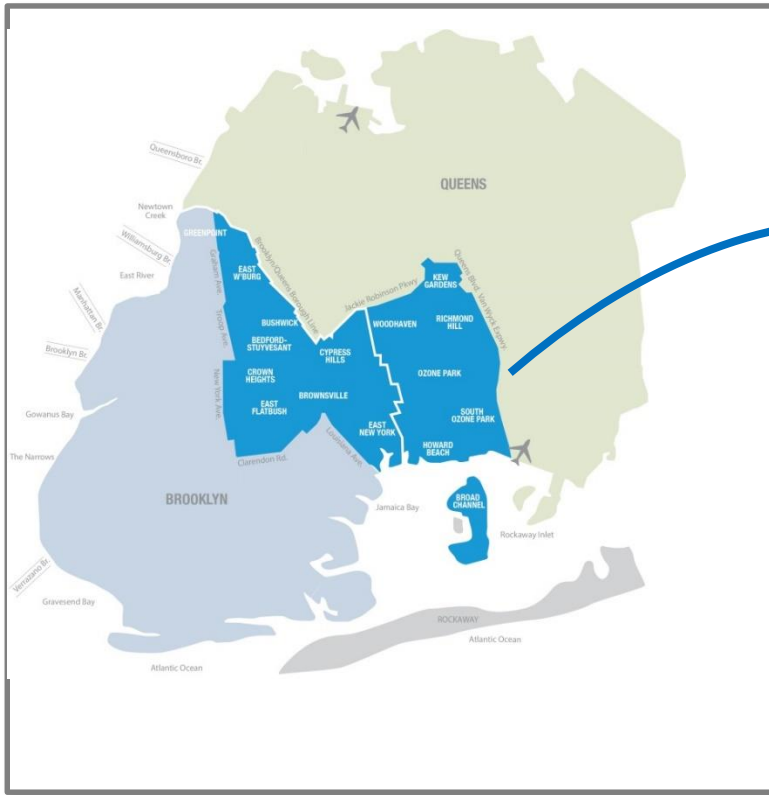 QUEENS
Queensboro Br.
Newtown
Creek
GREENPOINT
Williamsburg Br.
East River
Graham Ave.
EAST
W'BURG
Brooklyn/Queens Borough Line
Jackie Robinson Pkwy
KEW
GARDENS
Queens Blvd. Van Wyck Expwy.
Manhattan Br.
Troop Ave.
BUSHWICK
WOODHAVEN
RICHMOND
HILL
BEDFORD-
STUYVESANT
Brooklyn Br.
CYPRESS
HILLS
New York Ave.
CROWN
HEIGHTS
OZONE PARK
BROWNSVILLE
EAST
FLATBUSH
Gowanus Bay
SOUTH
OZONE PARK
EAST
NEW YORK
Louisiana Ave.
HOWARD
BEACH
The Narrows
Clarendon Rd.
BROOKLYN
Jamaica Bay
BROAD
CHANNEL
Rockaway Inlet
Verrazano Br.
Gravesend Bay
ROCKAWAY
Atlantic Ocean
Atlantic Ocean